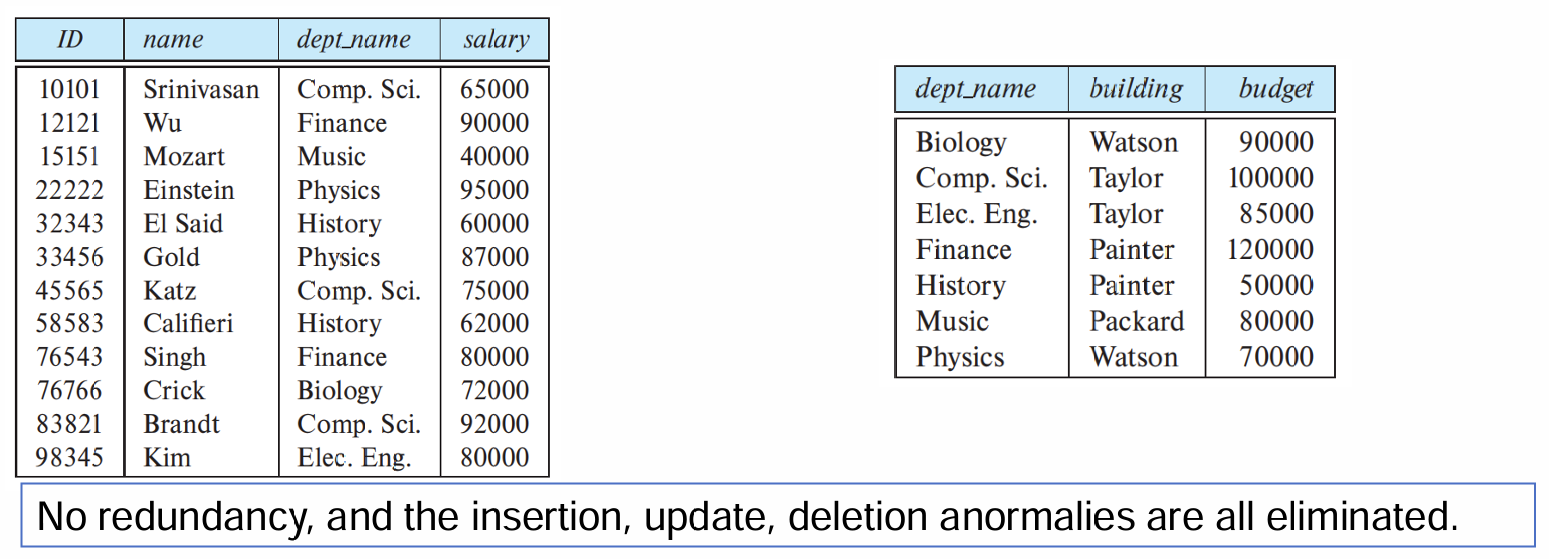 ID name dept_name salary
10101 Srinivasan Comp. Sci. 65000
12121 Wu Finance 90000
15151 Mozart Music 40000
22222 Einstein Physics 95000
32343 El Said History 60000
33456 Gold Physics 87000
45565 Katz Comp. Sci. 75000
58583 Califieri History 62000
76543 Singh Finance 80000
76766 Crick Biology 72000
83821 Brandt Comp. Sci. 92000
98345 Kim Elec. Eng. 80000
dept_name building budget
Biology Watson 90000
Comp. Sci. Taylor 100000
Elec. Eng. Taylor 85000
Finance Painter 120000
History Painter 50000
Music Packard 80000
Physics Watson 70000
No redundancy, and the insertion, update, deletion anormalies are all eliminated.